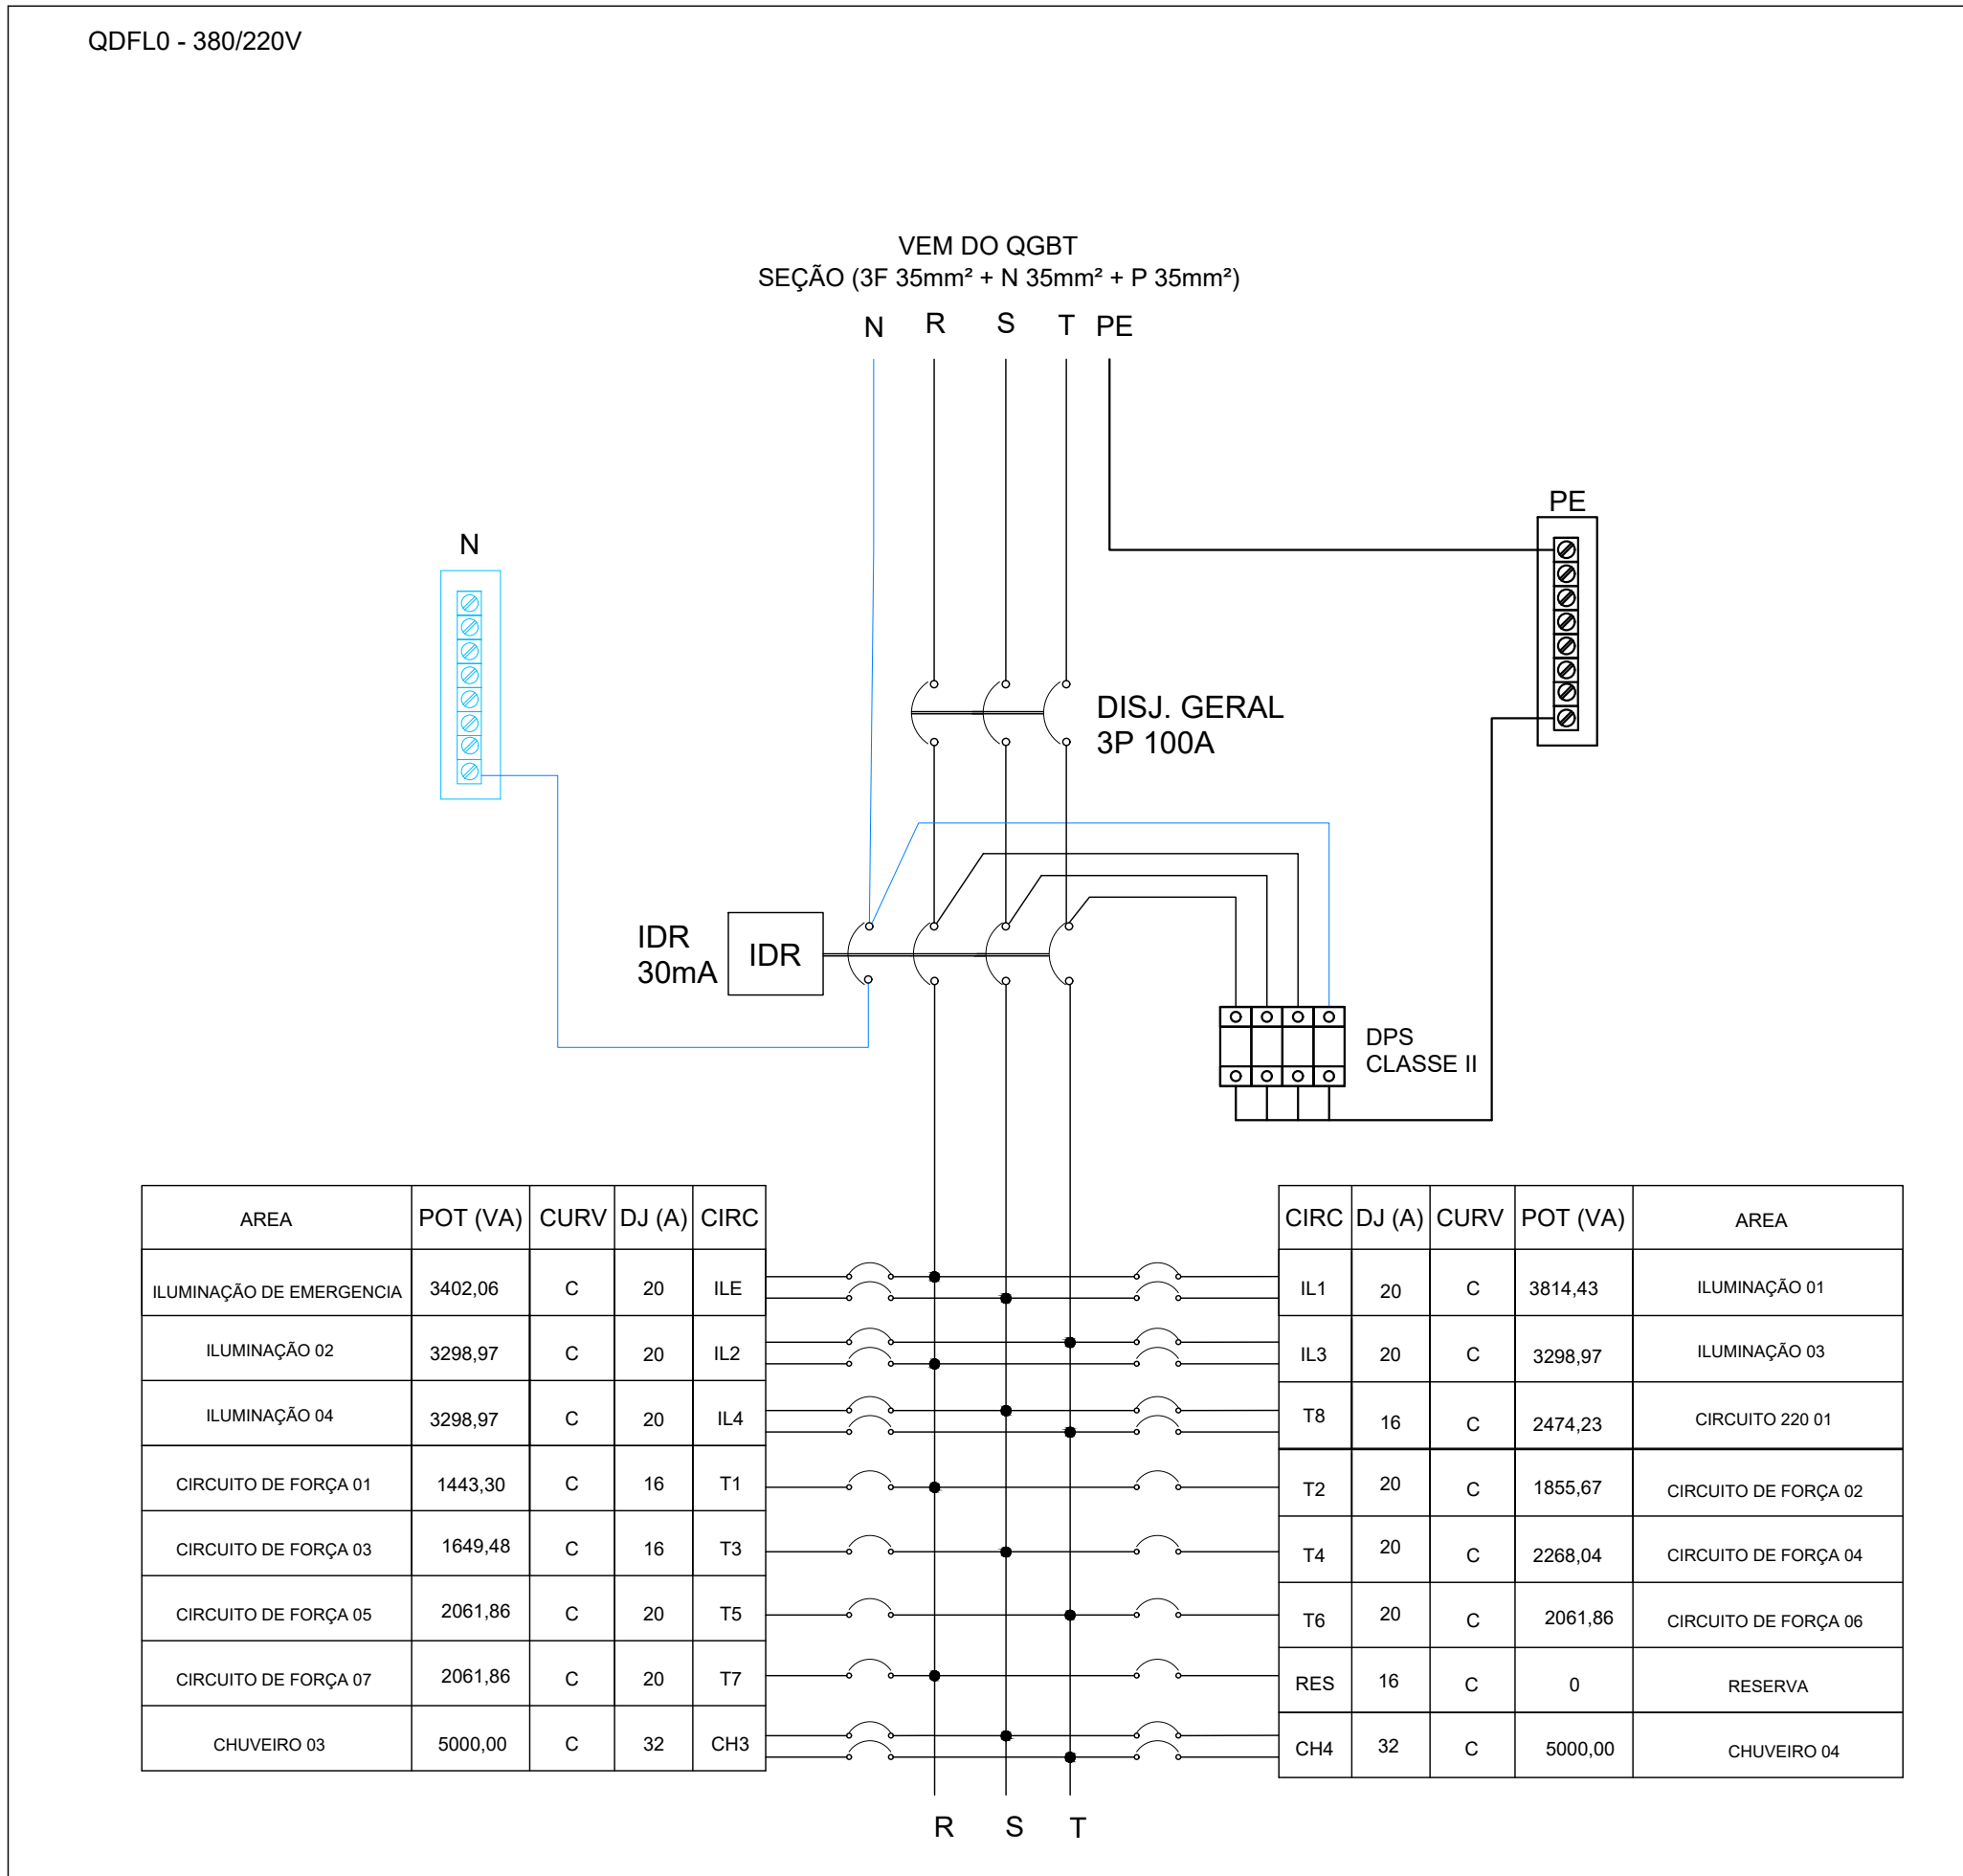 QDFL0 - 380/220V
VEM DO QGBT
SEÇÃO (3F 35mm² + N 35mm² + P 35mm²)
N R S T PE
PE
N
DISJ. GERAL
3P 100A
IDR
30mA
IDR
DPS
CLASSE II
AREA POT (VA) CURV DJ (A) CIRC
ILUMINAÇÃO DE EMERGENCIA 3402,06 C 20 ILE
ILUMINAÇÃO 02 3298,97 C 20 IL2
ILUMINAÇÃO 04 3298,97 C 20 IL4
CIRCUITO DE FORÇA 01 1443,30 C 16 T1
CIRCUITO DE FORÇA 03 1649,48 C 16 T3
CIRCUITO DE FORÇA 05 2061,86 C 20 T5
CIRCUITO DE FORÇA 07 2061,86 C 20 T7
CHUVEIRO 03 5000,00 C 32 CH3
CIRC DJ (A) CURV POT (VA) AREA
IL1 20 C 3814,43 ILUMINAÇÃO 01
IL3 20 C 3298,97 ILUMINAÇÃO 03
T8 16 C 2474,23 CIRCUITO 220 01
T2 20 C 1855,67 CIRCUITO DE FORÇA 02
T4 20 C 2268,04 CIRCUITO DE FORÇA 04
T6 20 C 2061,86 CIRCUITO DE FORÇA 06
RES 16 C 0 RESERVA
CH4 32 C 5000,00 CHUVEIRO 04
R S T